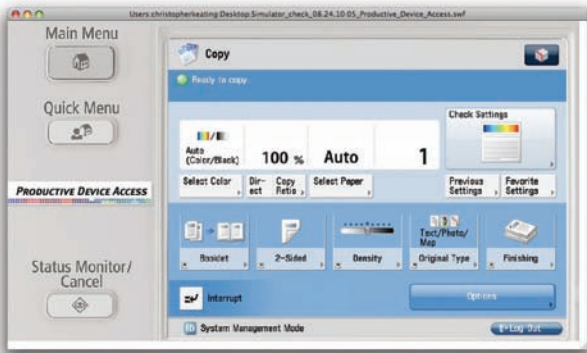 Users:christopherkeating:Desktop:Simulator_check_08.24.10:05_Productive_Device_Access.swf
Main Menu
Quick Menu
PRODUCTIVE DEVICE ACCESS
Status Monitor/
Cancel
Copy
Ready to copy.
Check Settings
Auto
(Color/Black)
100 %
Auto
1
Select Color
Dir-
ect
Copy
Ratio
Select Paper
Previous
Settings
Favorite
Settings
Booklet
2-Sided
Density
Text/Photo/
Map
Original Type
Finishing
Interrupt
Options
ID
System Management Mode
Log Out